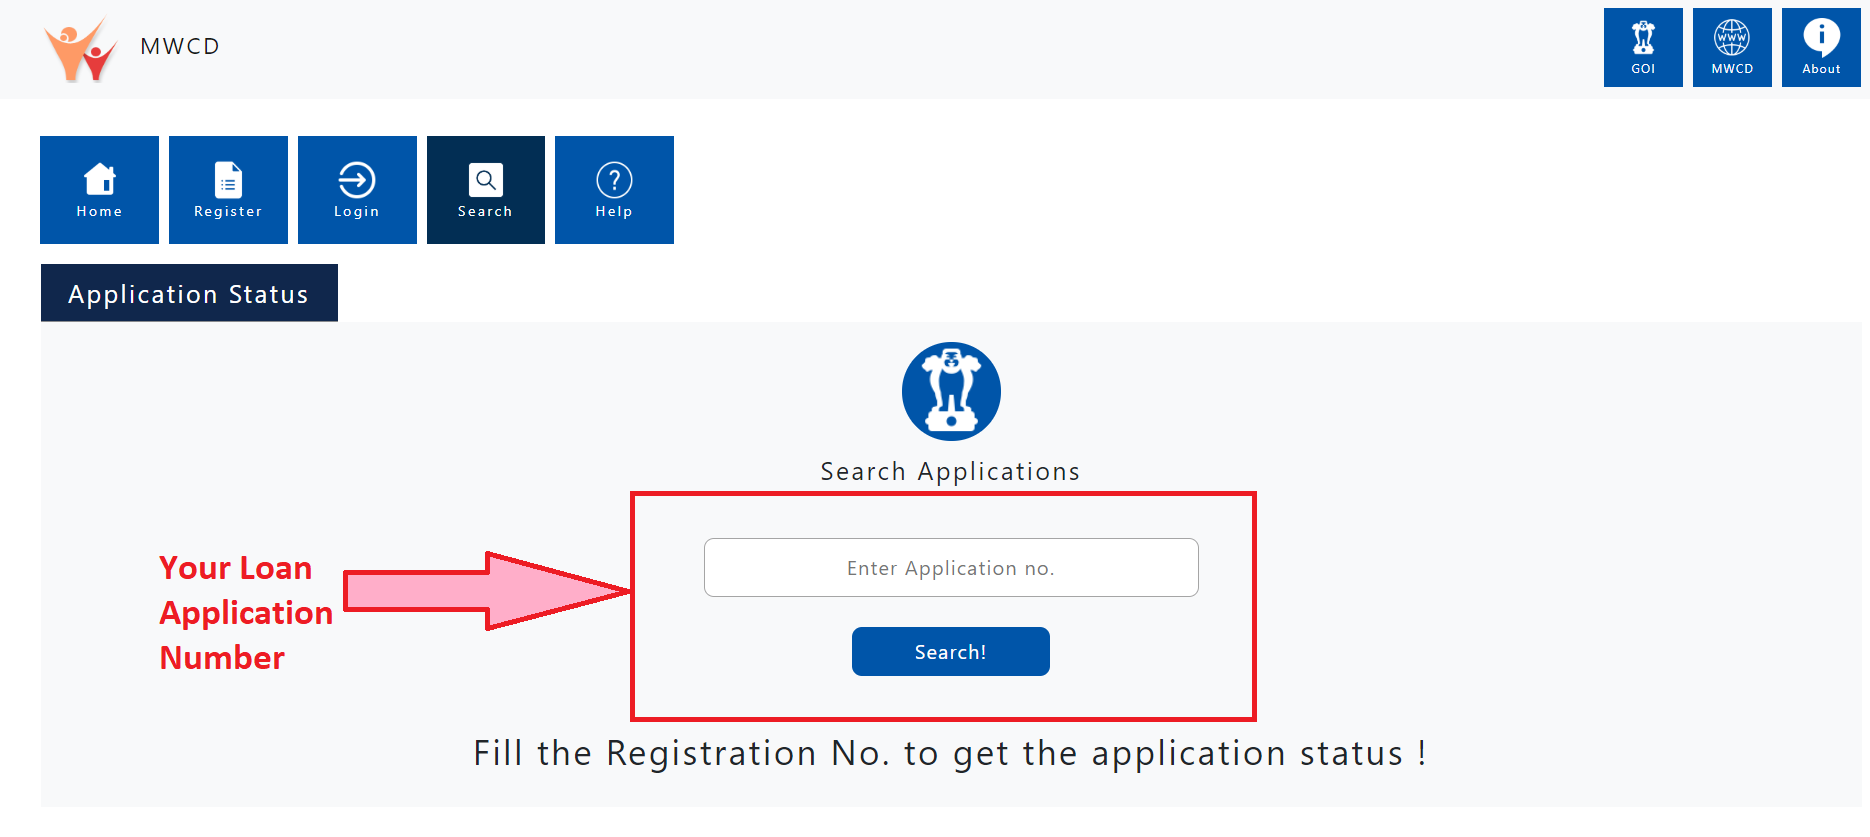 MWCD
GOI
MWCD
About
Home
Register
Login
Search
Help
Application Status
Search Applications
Enter Application no.
Your Loan
Application
Number
Search!
Fill the Registration No. to get the application status !